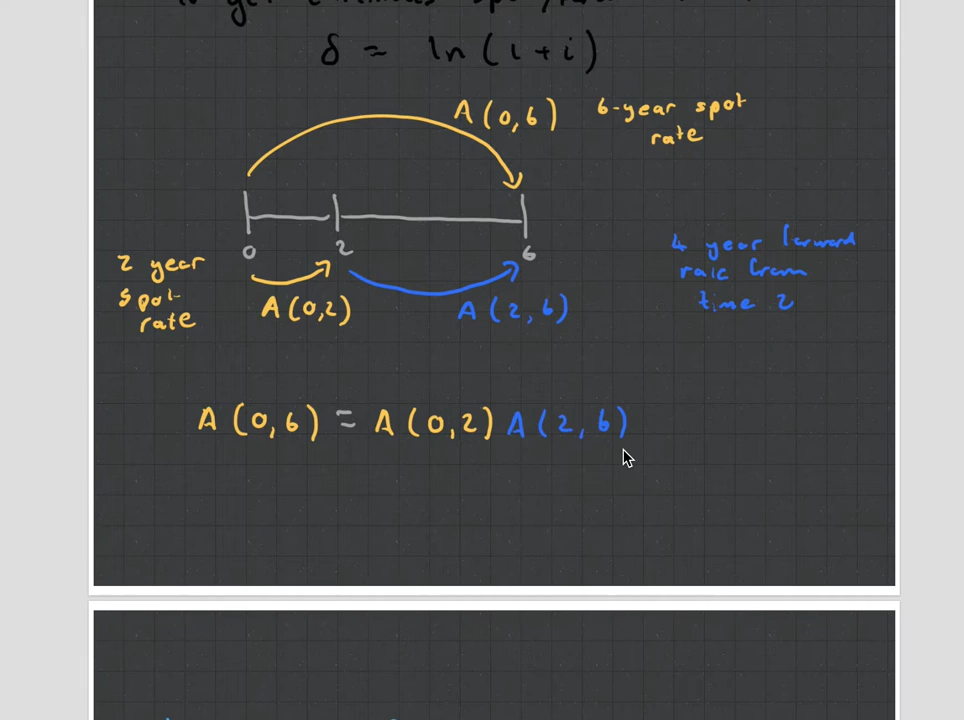 δ = ln(1+i)
A(0,6) 6-year spot
rate
0 2 6
2 year
spot
rate
A(0,2) A(2,6)
4 year forward
rate from
time 2
A(0,6) = A(0,2) A(2,6)